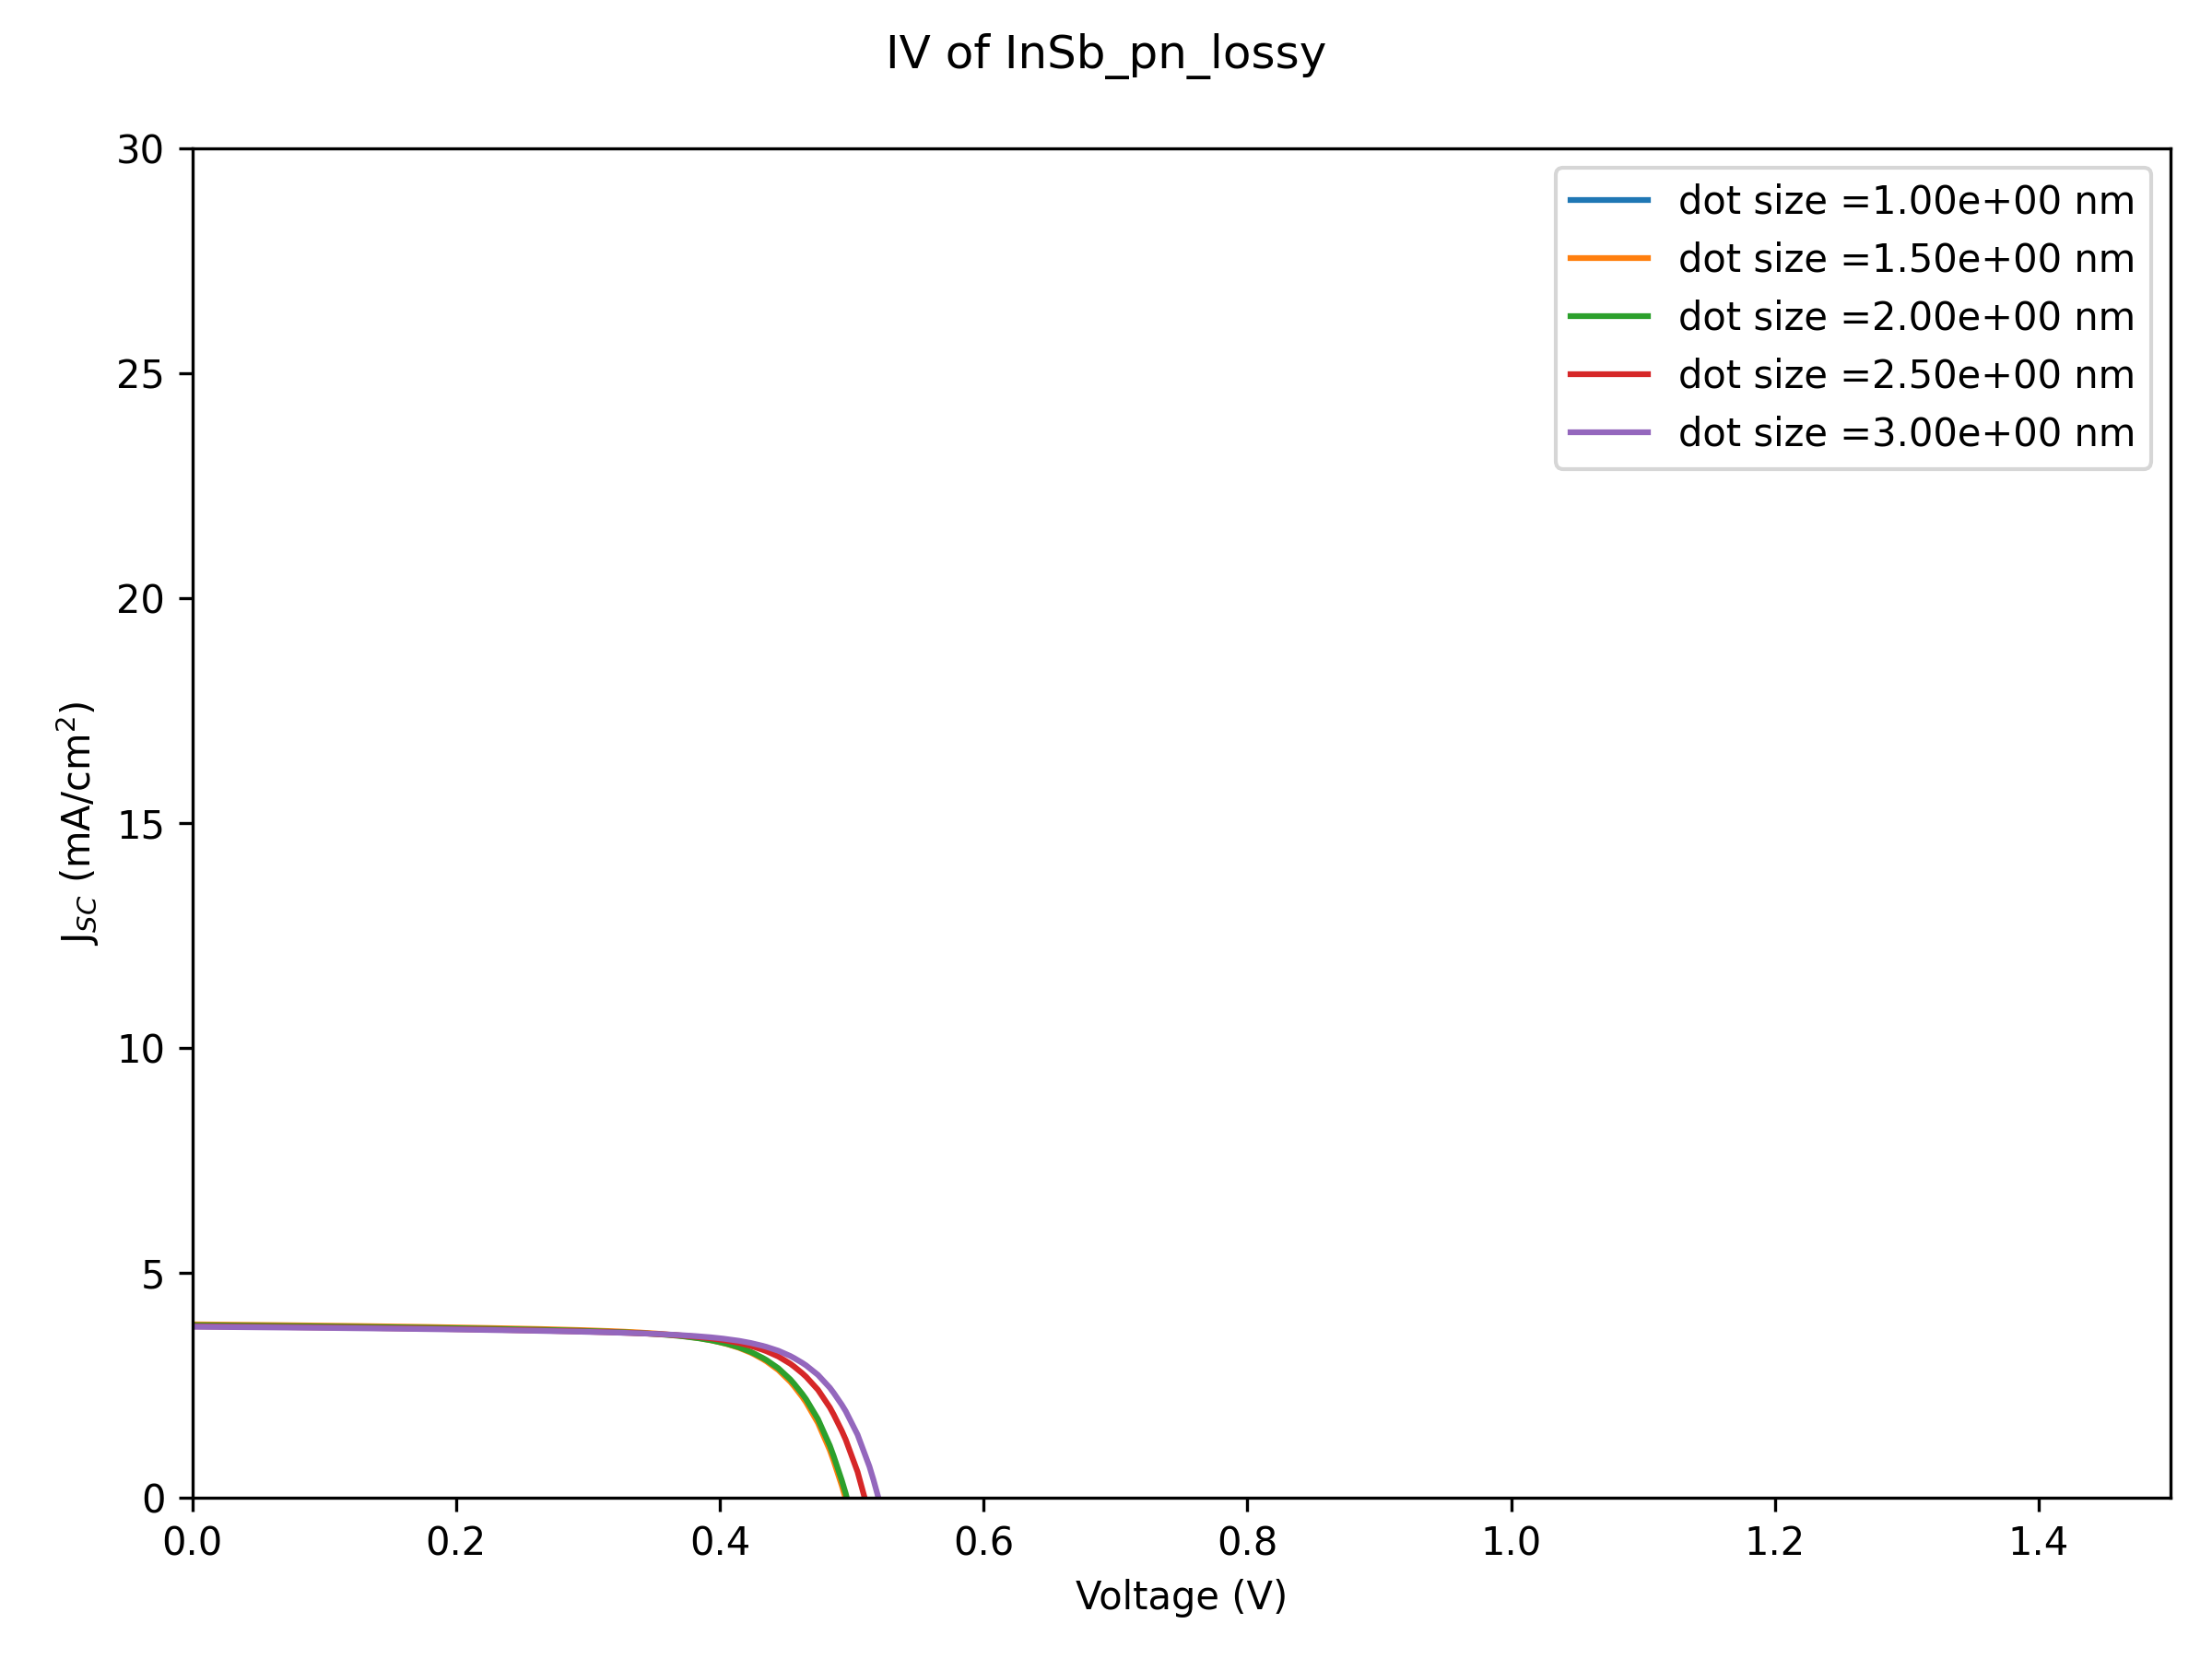 IV of InSb_pn_lossy
30
25
20
15
10
5
0
J_SC (mA/cm²)
dot size =1.00e+00 nm
dot size =1.50e+00 nm
dot size =2.00e+00 nm
dot size =2.50e+00 nm
dot size =3.00e+00 nm
0.0 0.2 0.4 0.6 0.8 1.0 1.2 1.4
Voltage (V)